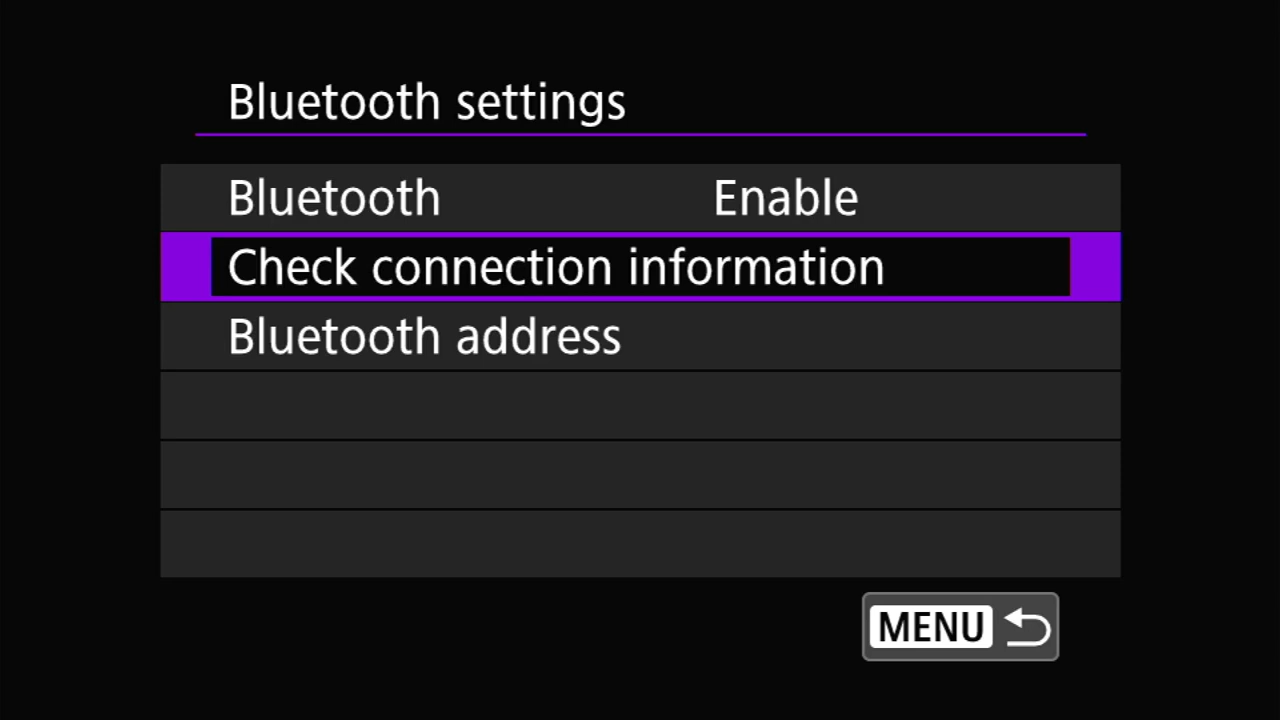 Bluetooth settings
Bluetooth Enable
Check connection information
Bluetooth address
MENU